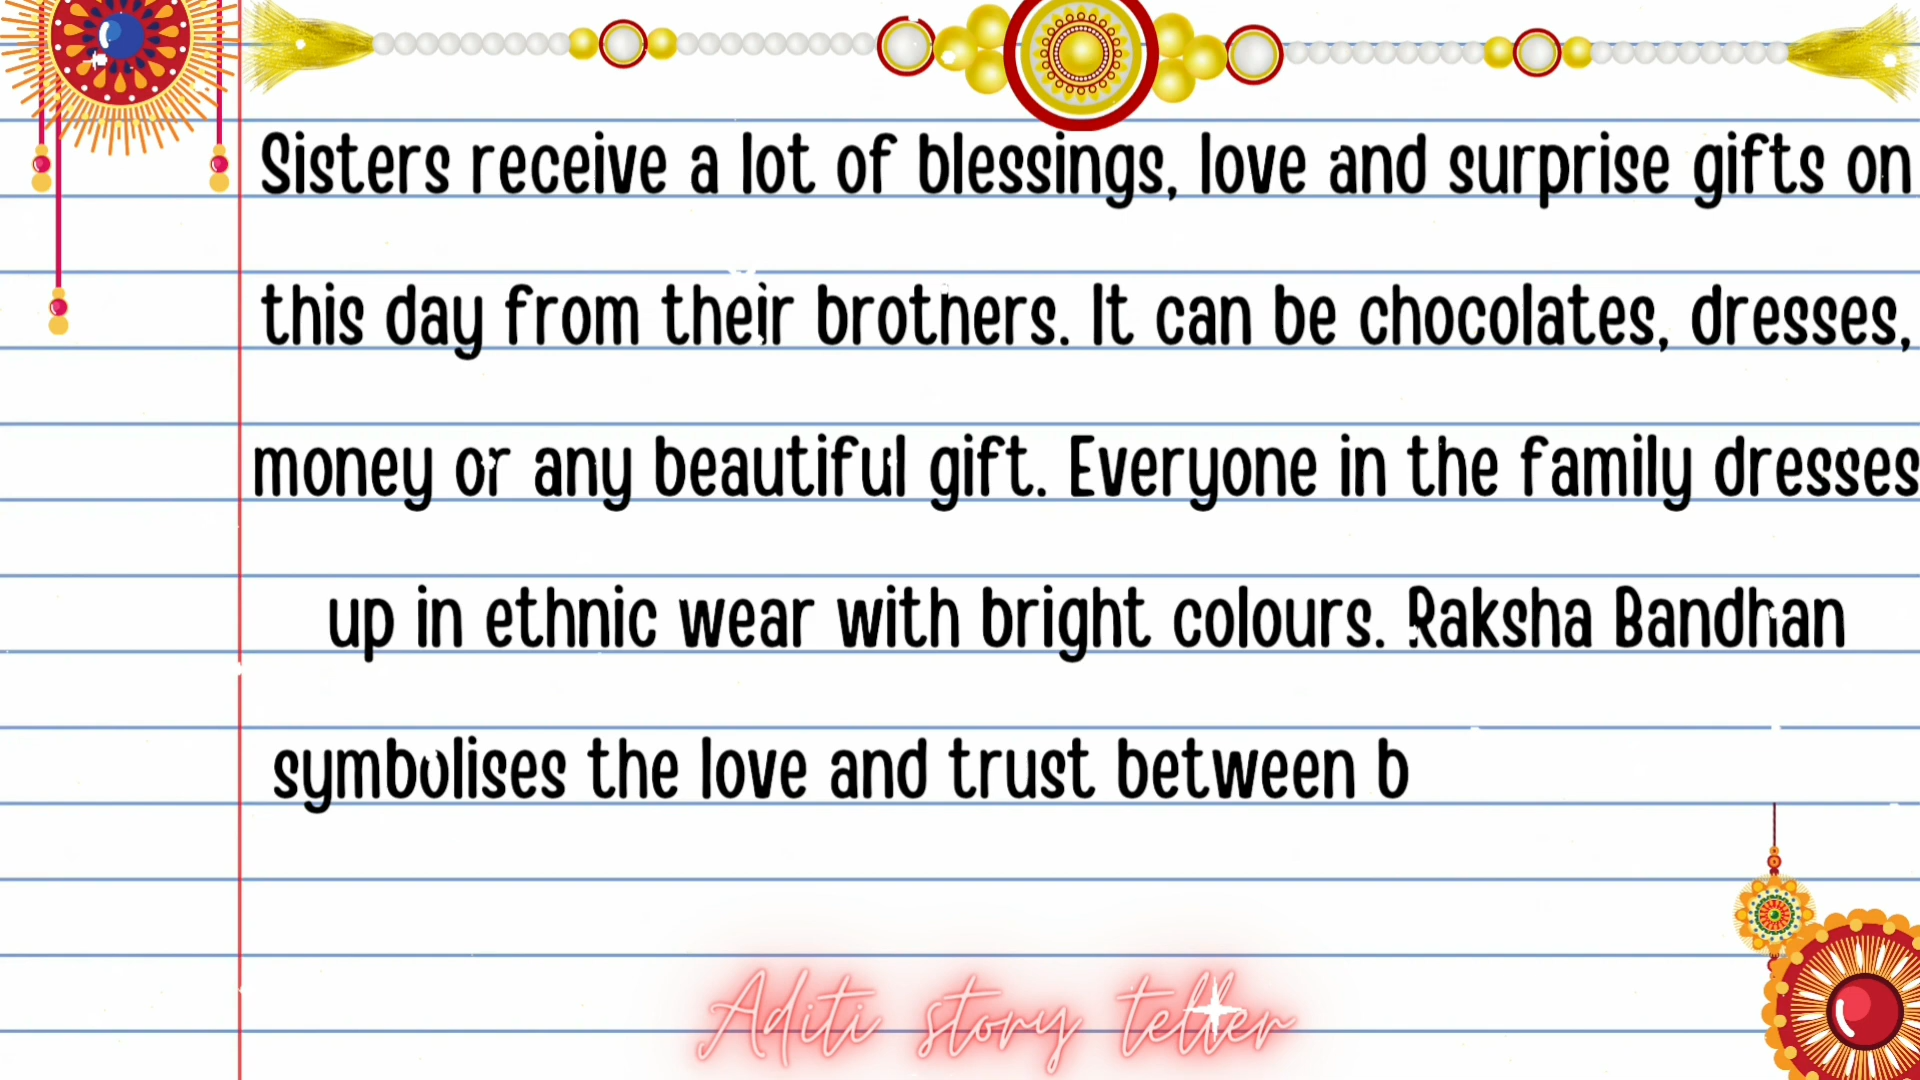 Sisters receive a lot of blessings, love and surprise gifts on
this day from their brothers. It can be chocolates, dresses,
money or any beautiful gift. Everyone in the family dresses
up in ethnic wear with bright colours. Raksha Bandhan
symbolises the love and trust between b
Aditi story teller